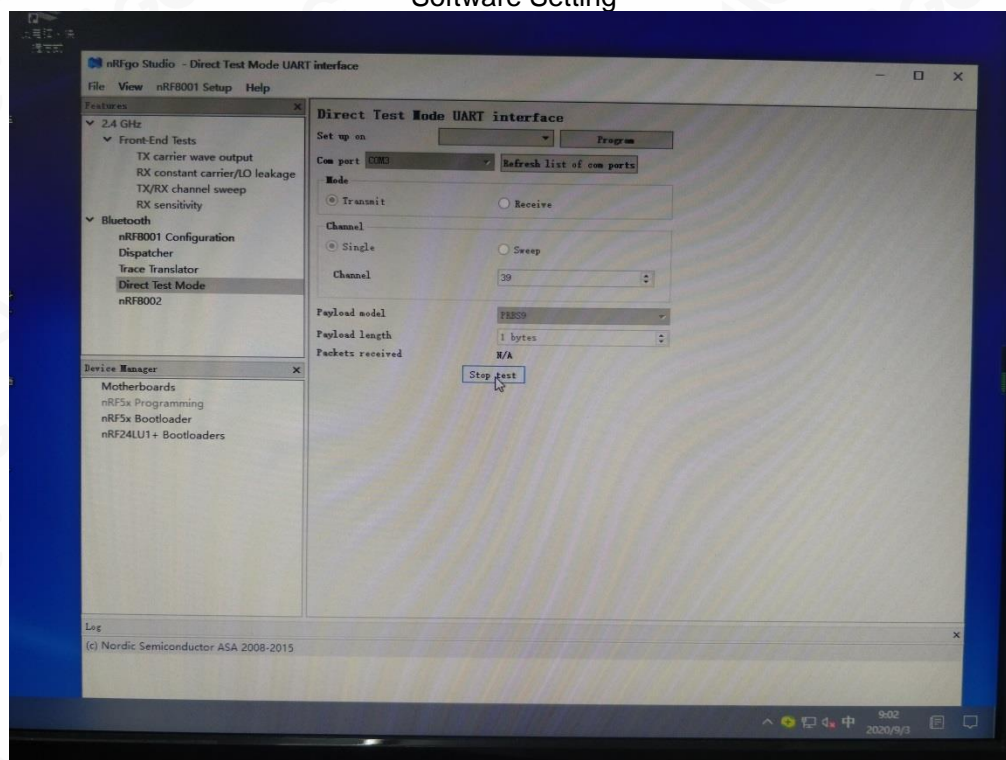 Software Setting
nRFgo Studio - Direct Test Mode UART interface
File View nRF8001 Setup Help
Features
2.4 GHz
Front-End Tests
TX carrier wave output
RX constant carrier/LO leakage
TX/RX channel sweep
RX sensitivity
Bluetooth
nRF8001 Configuration
Dispatcher
Trace Translator
Direct Test Mode
nRF8002
Direct Test Mode UART interface
Set up on
Program
Com port COM3 Refresh list of com ports
Mode
Transmit Receive
Channel
Single Sweep
Channel 39
Payload model PRBS9
Payload length 1 bytes
Packets received N/A
Stop test
Device Manager
Motherboards
nRF5x Programming
nRF5x Bootloader
nRF24LU1+ Bootloaders
Log
(c) Nordic Semiconductor ASA 2008-2015
中 9:02
2020/9/3